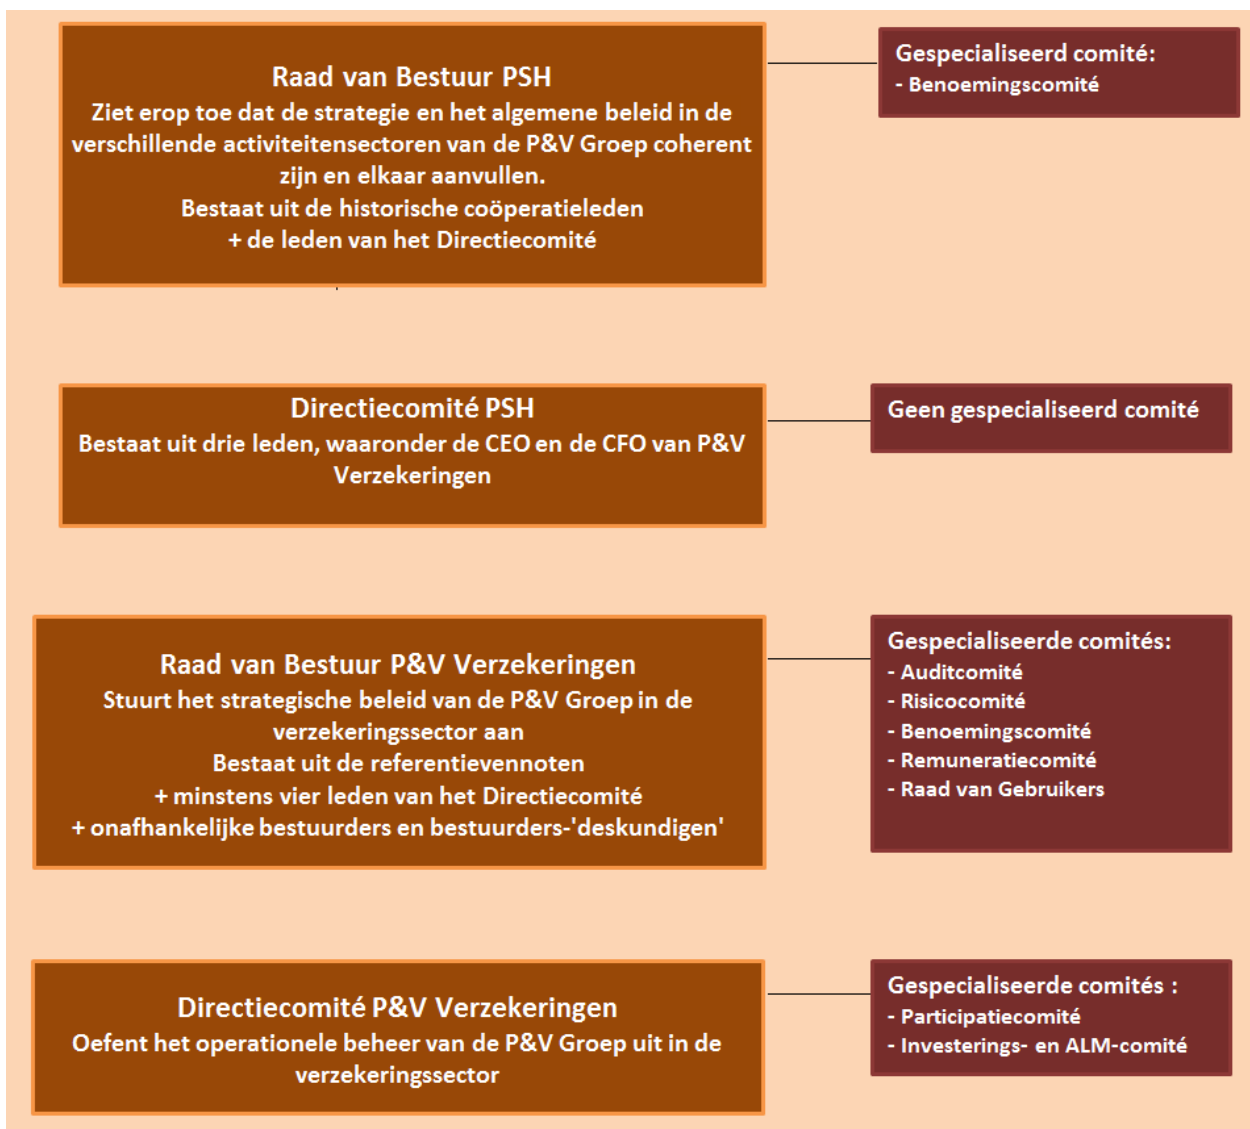 Raad van Bestuur PSH
Ziet erop toe dat de strategie en het algemene beleid in de
verschillende activiteitensectoren van de P&V Groep coherent
zijn en elkaar aanvullen.
Bestaat uit de historische coöperatieleden
+ de leden van het Directiecomité
Gespecialiseerd comité:
- Benoemingscomité
Directiecomité PSH
Bestaat uit drie leden, waaronder de CEO en de CFO van P&V
Verzekeringen
Geen gespecialiseerd comité
Raad van Bestuur P&V Verzekeringen
Stuurt het strategische beleid van de P&V Groep in de
verzekeringssector aan
Bestaat uit de referentievennoten
+ minstens vier leden van het Directiecomité
+ onafhankelijke bestuurders en bestuurders-'deskundigen'
Gespecialiseerde comités:
- Auditcomité
- Risicocomité
- Benoemingscomité
- Remuneratiecomité
- Raad van Gebruikers
Directiecomité P&V Verzekeringen
Oefent het operationele beheer van de P&V Groep uit in de
verzekeringssector
Gespecialiseerde comités :
- Participatiecomité
- Investerings- en ALM-comité